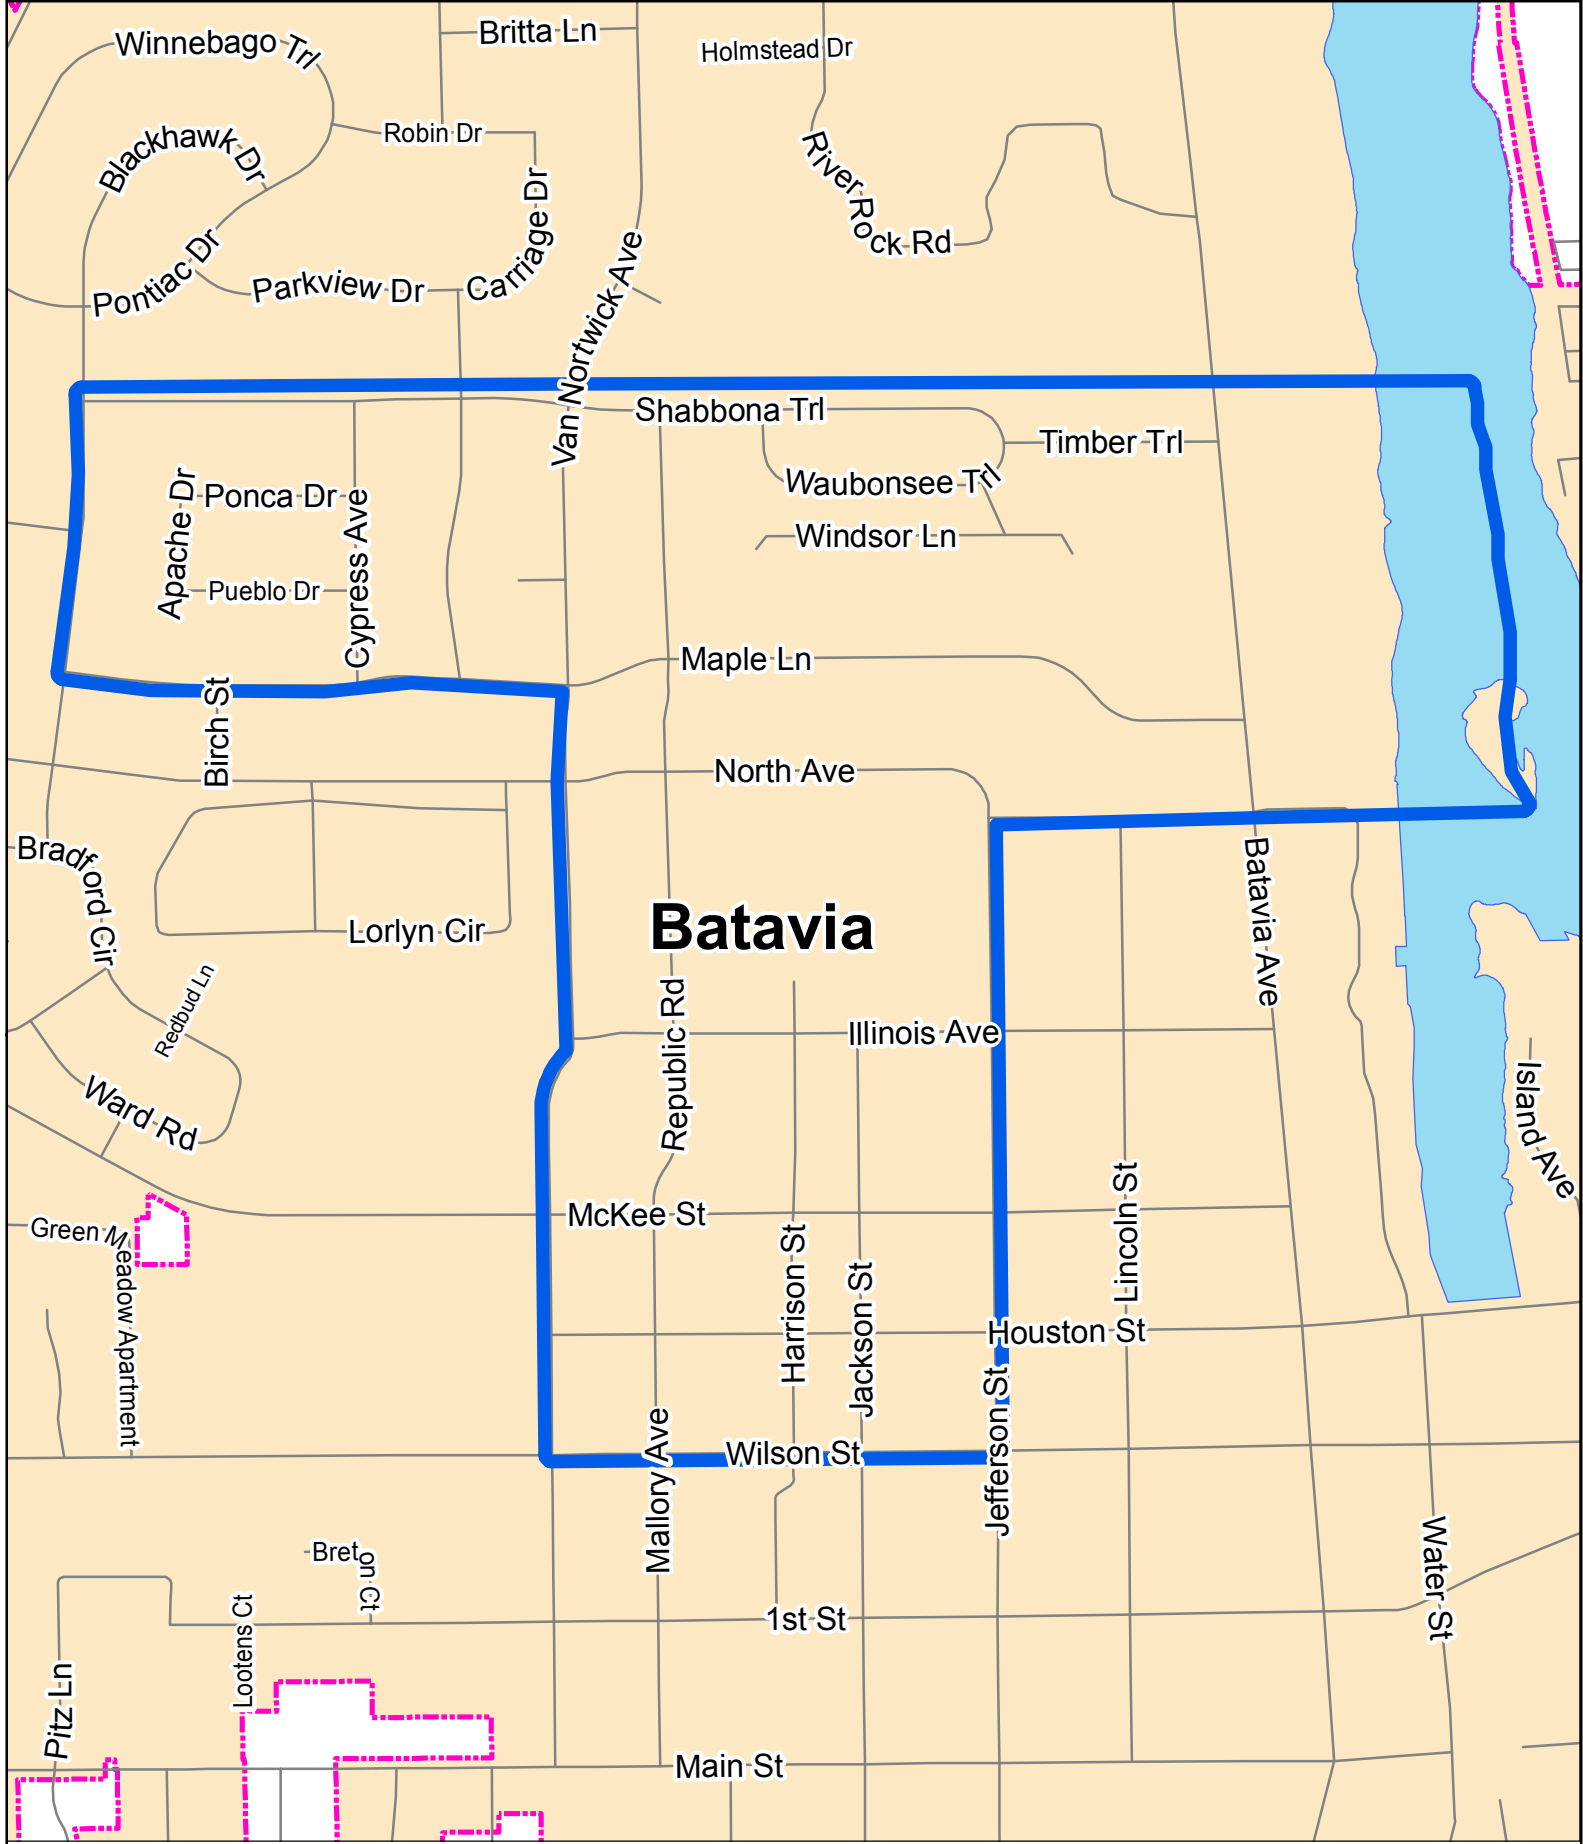 Winnebago Trl
Britta Ln
Holmstead Dr
Robin Dr
Blackhawk Dr
River Rock Rd
Carriage Dr
Pontiac Dr
Parkview Dr
Van Nortwick Ave
Shabbona Trl
Timber Trl
Apache Dr
Ponca Dr
Cypress Ave
Waubonsee Trl
Windsor Ln
Pueblo Dr
Maple Ln
Birch St
North Ave
Bradford Cir
Batavia Ave
Lorlyn Cir
Batavia
Redbud Ln
Republic Rd
Illinois Ave
Island Ave
Ward Rd
McKee St
Lincoln St
Green Meadow Apartment
Harrison St
Jackson St
Houston St
Jefferson St
Mallory Ave
Wilson St
Breton Ct
Water St
Lootens Ct
1st St
Pitz Ln
Main St